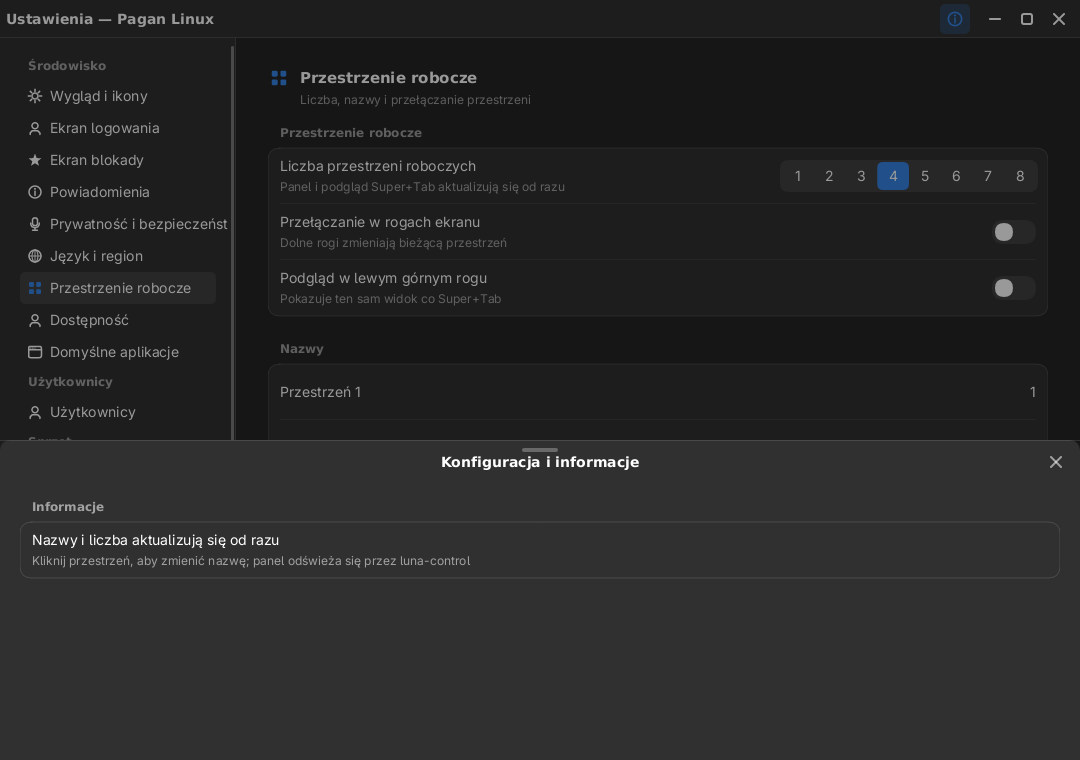 Ustawienia — Pagan Linux
Środowisko
Wygląd i ikony
Ekran logowania
Ekran blokady
Powiadomienia
Prywatność i bezpieczeńst
Język i region
Przestrzenie robocze
Dostępność
Domyślne aplikacje
Użytkownicy
Użytkownicy
Przestrzenie robocze
Liczba, nazwy i przełączanie przestrzeni
Przestrzenie robocze
Liczba przestrzeni roboczych
Panel i podgląd Super+Tab aktualizują się od razu
1 2 3 4 5 6 7 8
Przełączanie w rogach ekranu
Dolne rogi zmieniają bieżącą przestrzeń
Podgląd w lewym górnym rogu
Pokazuje ten sam widok co Super+Tab
Nazwy
Przestrzeń 1 1
Konfiguracja i informacje
Informacje
Nazwy i liczba aktualizują się od razu
Kliknij przestrzeń, aby zmienić nazwę; panel odświeża się przez luna-control